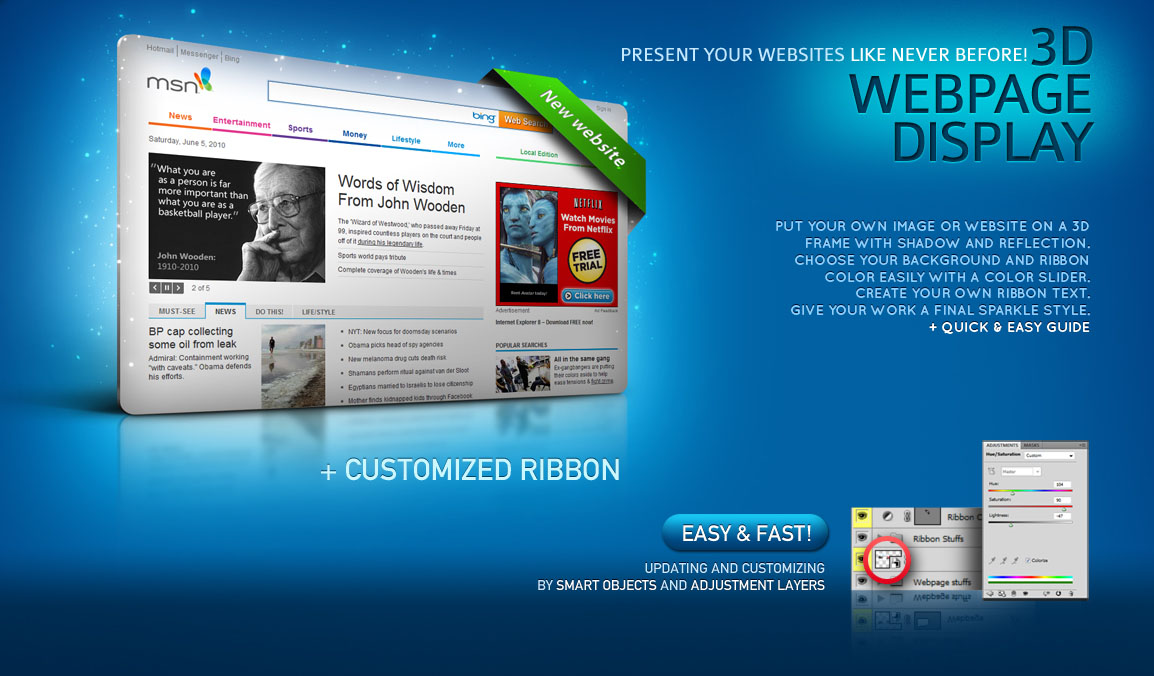 PRESENT YOUR WEBSITES LIKE NEVER BEFORE!
3D
WEBPAGE
DISPLAY
Hotmail | Messenger | Bing
msn
bing
Web Search
Sign in
New website.
News
Entertainment
Sports
Money
Lifestyle
More
Local Edition
Saturday, June 5, 2010
"What you are
as a person is far
more important than
what you are as a
basketball player."
John Wooden:
1910-2010
2 of 5
Words of Wisdom
From John Wooden
The 'Wizard of Westwood,' who passed away Friday at
99, inspired countless players on the court and people
off of it during his legendary life.
Sports world pays tribute
Complete coverage of Wooden's life & times
NETFLIX
Watch Movies
From Netflix
FREE
TRIAL
Click here
Advertisement
Ad Feedback
Internet Explorer 8 – Download FREE now!
MUST-SEE
NEWS
DO THIS!
LIFE/STYLE
BP cap collecting
some oil from leak
Admiral: Containment working
"with caveats." Obama defends
his efforts.
NYT: New focus for doomsday scenarios
Obama picks head of spy agencies
New melanoma drug cuts death risk
Shamans perform ritual against van der Sloot
Egyptians married to Israelis to lose citizenship
Mother finds kidnapped kids through Facebook
POPULAR SEARCHES
All in the same gang
Ex-gangbangers are putting
their colors aside to help
ease tensions &
PUT YOUR OWN IMAGE OR WEBSITE ON A 3D
FRAME WITH SHADOW AND REFLECTION.
CHOOSE YOUR BACKGROUND AND RIBBON
COLOR EASILY WITH A COLOR SLIDER.
CREATE YOUR OWN RIBBON TEXT.
GIVE YOUR WORK A FINAL SPARKLE STYLE.
+ QUICK & EASY GUIDE
+ CUSTOMIZED RIBBON
EASY & FAST!
UPDATING AND CUSTOMIZING
BY SMART OBJECTS AND ADJUSTMENT LAYERS
Ribbon C
Ribbon Stuffs
Webpage stuffs
ADJUSTMENTS
MASKS
Hue/Saturation
Custom
Master
Hue:
104
Saturation:
90
Lightness:
-47
Colorize